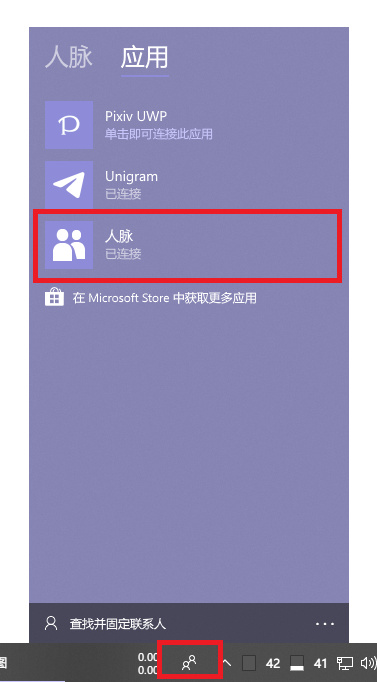 人脉 应用
Pixiv UWP
单击即可连接此应用
Unigram
已连接
人脉
已连接
在 Microsoft Store 中获取更多应用
查找并固定联系人
图 0.00 42 41
0.00